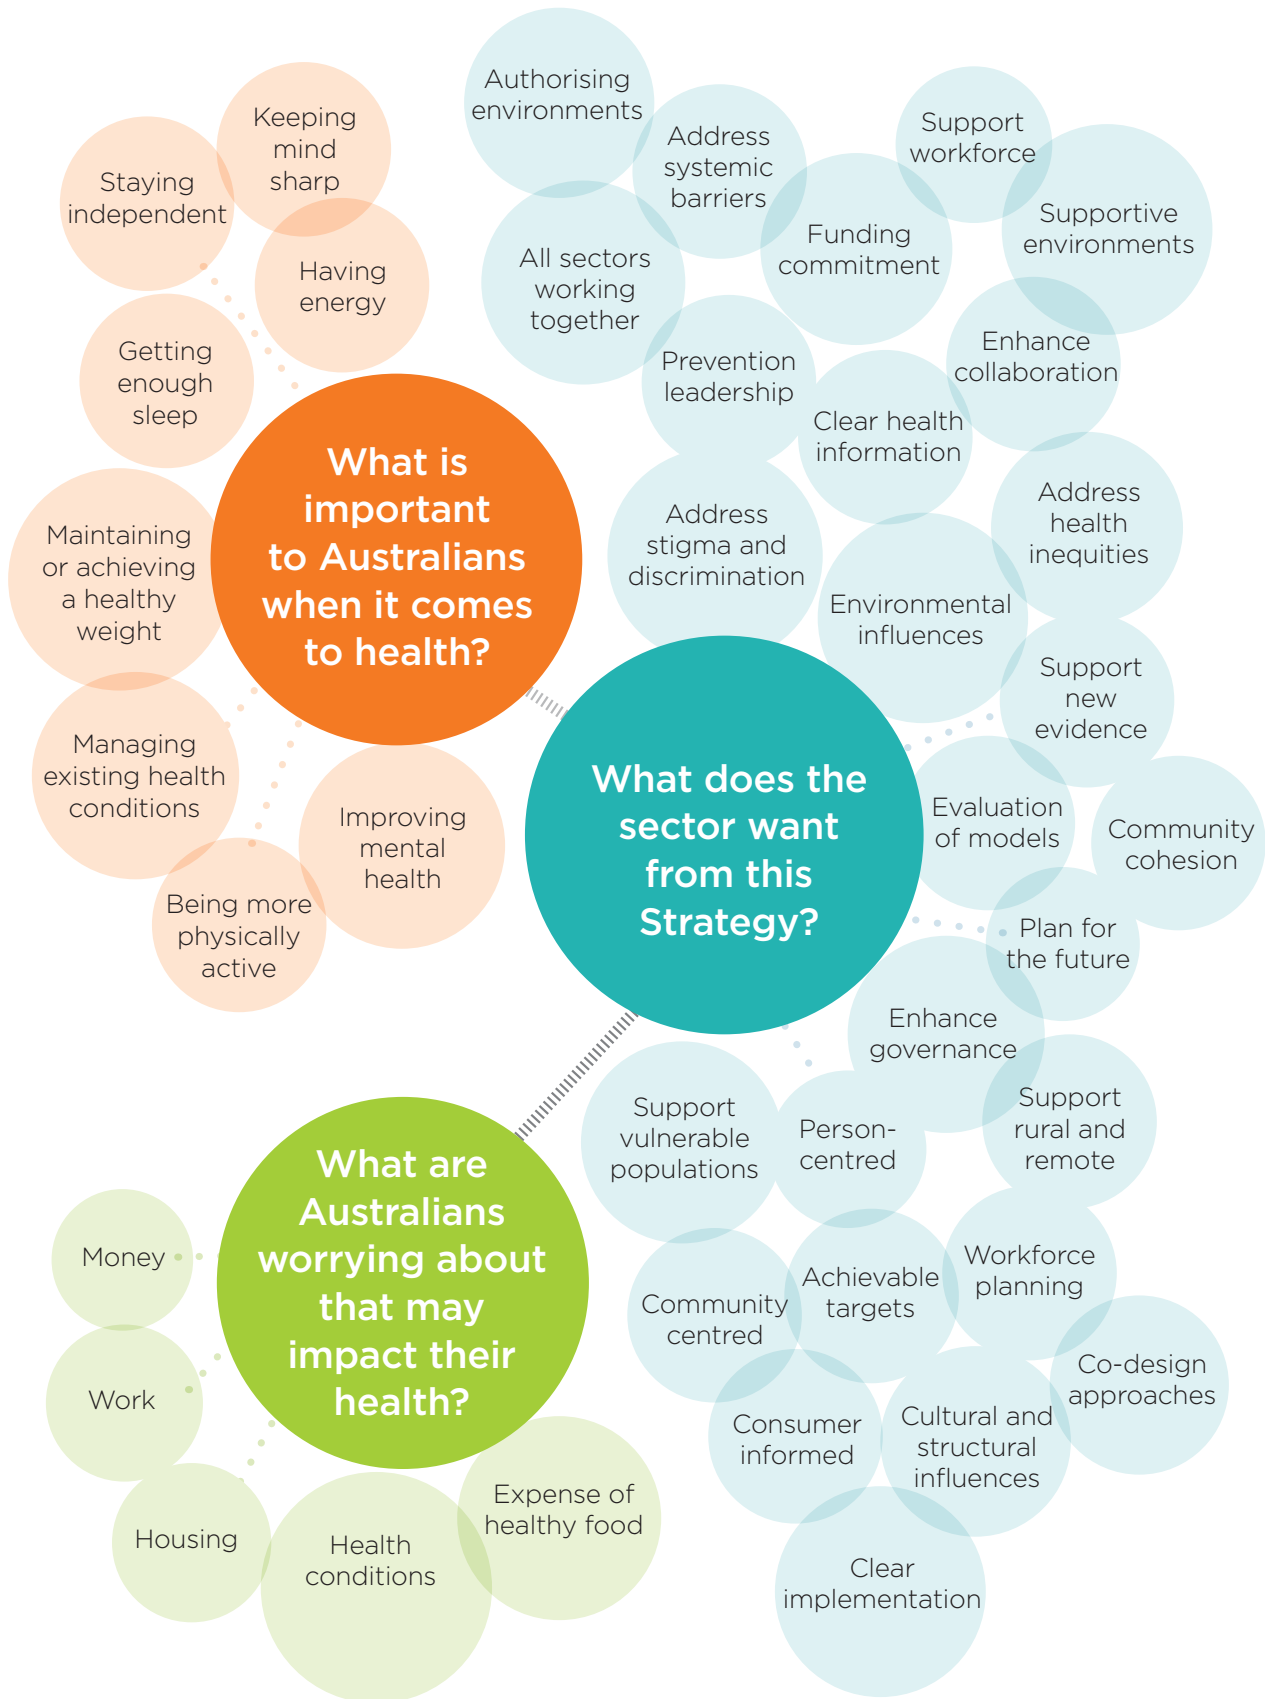 Keeping
mind
sharp
Staying
independent
Having
energy
Getting
enough
sleep
What is
important
to Australians
when it comes
to health?
Maintaining
or achieving
a healthy
weight
Managing
existing health
conditions
Improving
mental
health
Being more
physically
active
Authorising
environments
Address
systemic
barriers
Support
workforce
Supportive
environments
Funding
commitment
All sectors
working
together
Enhance
collaboration
Prevention
leadership
Clear health
information
Address
health
inequities
Address
stigma and
discrimination
Environmental
influences
Support
new
evidence
What does the
sector want
from this
Strategy?
Evaluation
of models
Community
cohesion
Plan for
the future
Enhance
governance
Support
rural and
remote
Support
vulnerable
populations
Person-
centred
Workforce
planning
Achievable
targets
Community
centred
Co-design
approaches
Consumer
informed
Cultural and
structural
influences
Clear
implementation
What are
Australians
worrying about
that may
impact their
health?
Money
Work
Housing
Health
conditions
Expense of
healthy food